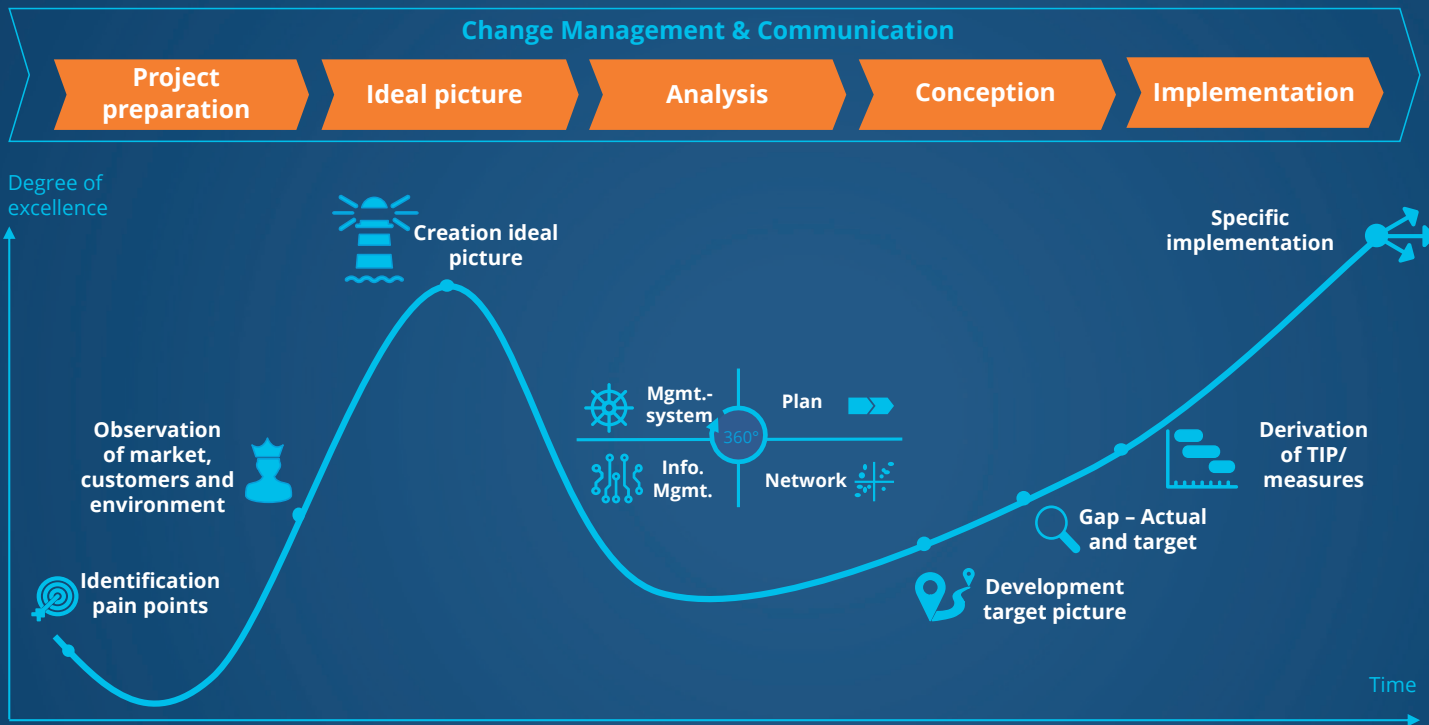 Change Management & Communication
Project
preparation
Ideal picture
Analysis
Conception
Implementation
Degree of
excellence
Creation ideal
picture
Specific
implementation
Mgmt.-
system
Plan
360°
Info.
Mgmt.
Network
Observation
of market,
customers and
environment
Derivation
of TIP/
measures
Gap – Actual
and target
Identification
pain points
Development
target picture
Time